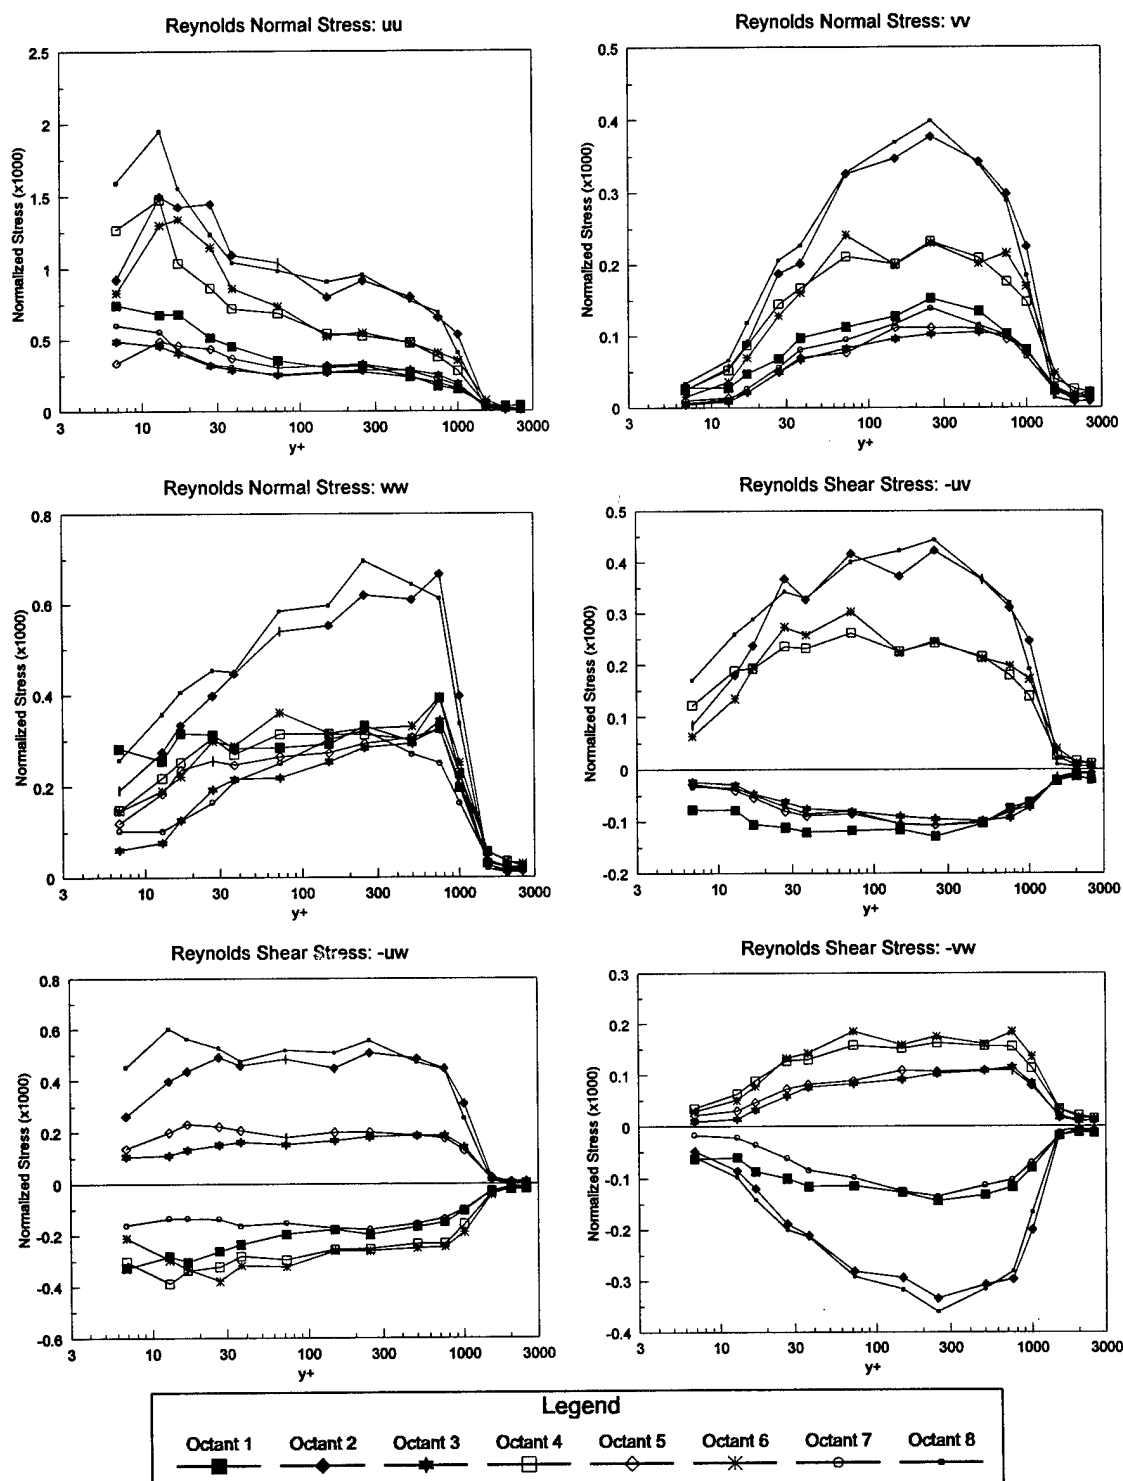 Reynolds Normal Stress: uu
Normalized Stress (x1000)
2.5
2
1.5
1
0.5
0
3 10 30 100 300 1000 3000
y+
Reynolds Normal Stress: vv
Normalized Stress (x1000)
0.5
0.4
0.3
0.2
0.1
0
3 10 30 100 300 1000 3000
y+
Reynolds Normal Stress: ww
Normalized Stress (x1000)
0.8
0.6
0.4
0.2
0
3 10 30 100 300 1000 3000
y+
Reynolds Shear Stress: -uv
Normalized Stress (x1000)
0.5
0.4
0.3
0.2
0.1
0
-0.1
-0.2
3 10 30 100 300 1000 3000
y+
Reynolds Shear Stress: -uw
Normalized Stress (x1000)
0.8
0.6
0.4
0.2
0
-0.2
-0.4
-0.6
3 10 30 100 300 1000 3000
y+
Reynolds Shear Stress: -vw
Normalized Stress (x1000)
0.3
0.2
0.1
0
-0.1
-0.2
-0.3
-0.4
3 10 30 100 300 1000 3000
y+
Legend
Octant 1 Octant 2 Octant 3 Octant 4 Octant 5 Octant 6 Octant 7 Octant 8